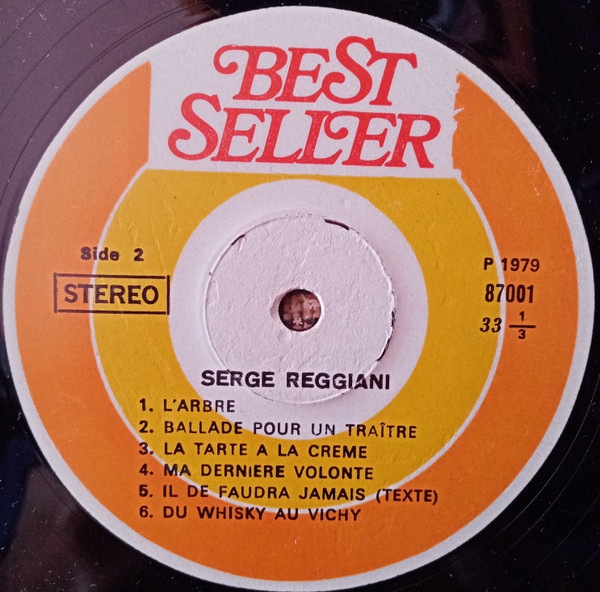 BEST
SELLER
Side 2
STEREO
P 1979
87001
33 1/3
SERGE REGGIANI
1. L'ARBRE
2. BALLADE POUR UN TRAÎTRE
3. LA TARTE A LA CREME
4. MA DERNIERE VOLONTE
5. IL DE FAUDRA JAMAIS (TEXTE)
6. DU WHISKY AU VICHY